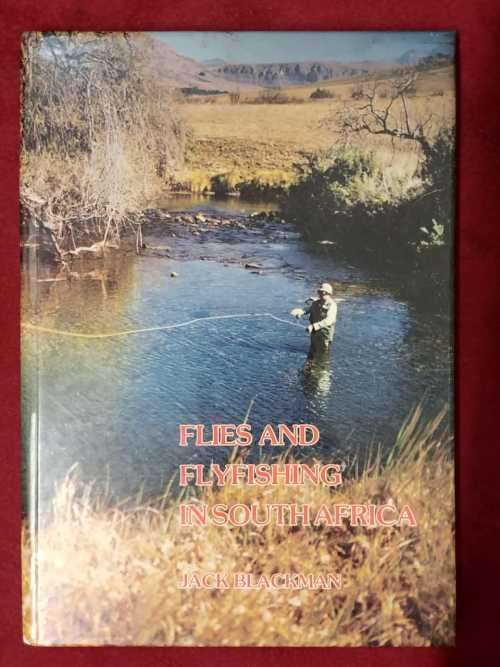 FLIES AND
FLYFISHING
IN SOUTH AFRICA
JACK BLACKMAN